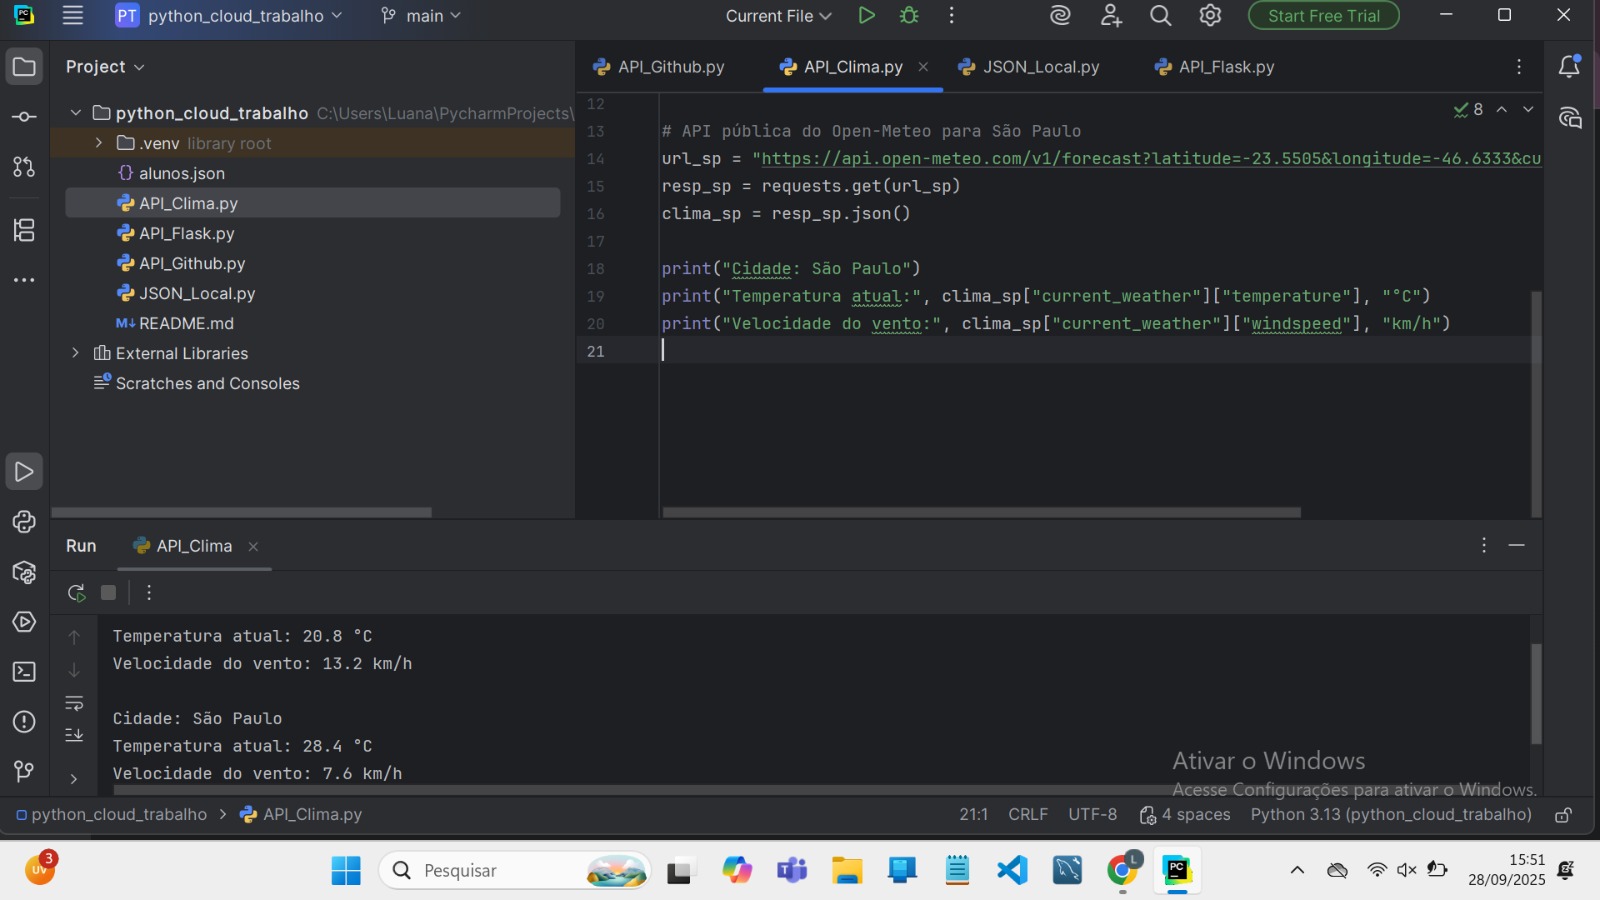 PC
PT python_cloud_trabalho main Current File Start Free Trial
Project
API_Github.py API_Clima.py JSON_Local.py API_Flask.py
python_cloud_trabalho C:\Users\Luana\PycharmProjects\
.venv library root
alunos.json
API_Clima.py
API_Flask.py
API_Github.py
JSON_Local.py
README.md
External Libraries
Scratches and Consoles
8
12
13 # API pública do Open-Meteo para São Paulo
14 url_sp = "https://api.open-meteo.com/v1/forecast?latitude=-23.5505&longitude=-46.6333&cu
15 resp_sp = requests.get(url_sp)
16 clima_sp = resp_sp.json()
17
18 print("Cidade: São Paulo")
19 print("Temperatura atual:", clima_sp["current_weather"]["temperature"], "°C")
20 print("Velocidade do vento:", clima_sp["current_weather"]["windspeed"], "km/h")
21
Run API_Clima
Temperatura atual: 20.8 °C
Velocidade do vento: 13.2 km/h
Cidade: São Paulo
Temperatura atual: 28.4 °C
Velocidade do vento: 7.6 km/h
Ativar o Windows
Acesse Configurações para ativar o Windows.
python_cloud_trabalho > API_Clima.py 21:1 CRLF UTF-8 4 spaces Python 3.13 (python_cloud_trabalho)
UV 3
Pesquisar
L
PC
15:51
28/09/2025